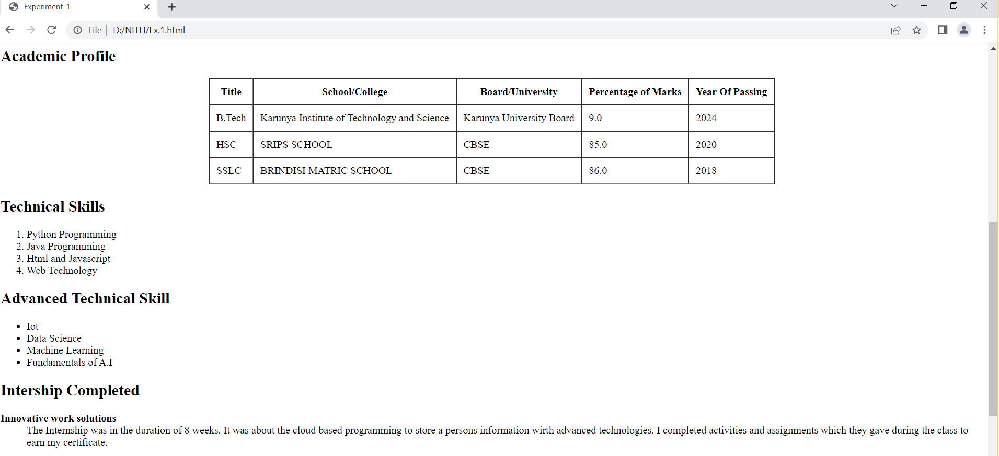 Experiment-1
File | D:/NITH/Ex.1.html
Academic Profile
Title School/College Board/University Percentage of Marks Year Of Passing
B.Tech Karunya Institute of Technology and Science Karunya University Board 9.0 2024
HSC SRIPS SCHOOL CBSE 85.0 2020
SSLC BRINDISI MATRIC SCHOOL CBSE 86.0 2018
Technical Skills
1. Python Programming
2. Java Programming
3. Html and Javascript
4. Web Technology
Advanced Technical Skill
• Iot
• Data Science
• Machine Learning
• Fundamentals of A.I
Intership Completed
Innovative work solutions
The Internship was in the duration of 8 weeks. It was about the cloud based programming to store a persons information wirth advanced technologies. I completed activities and assignments which they gave during the class to
earn my certificate.